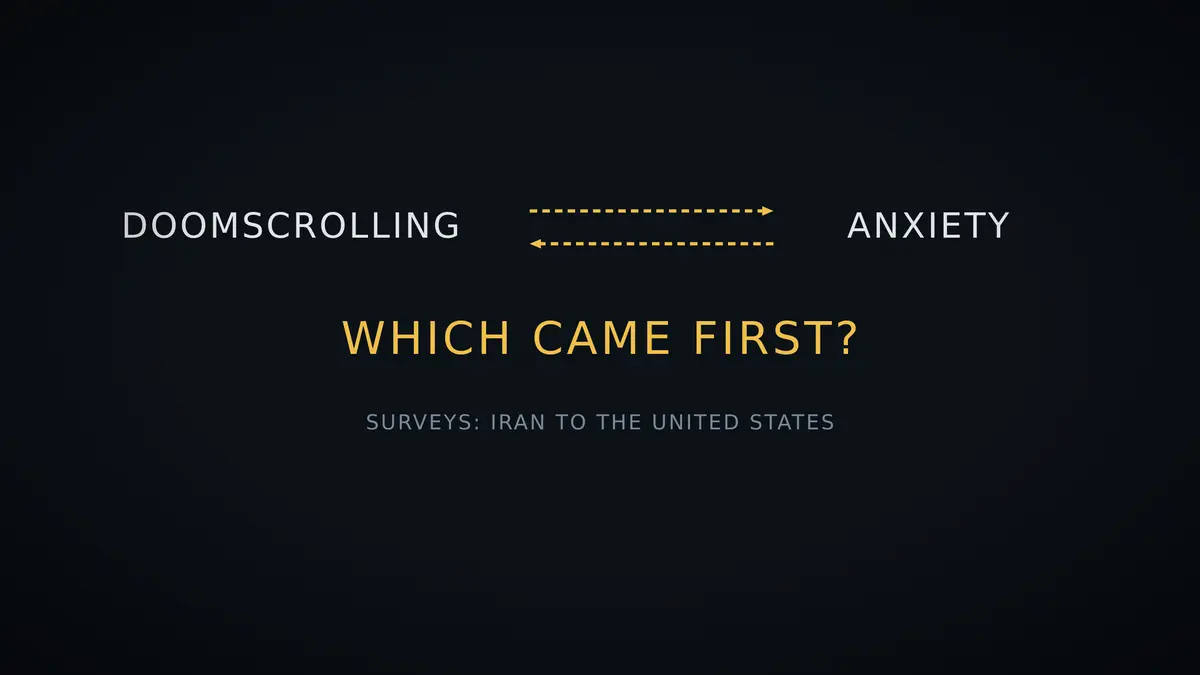 DOOMSCROLLING ANXIETY
WHICH CAME FIRST?
SURVEYS: IRAN TO THE UNITED STATES